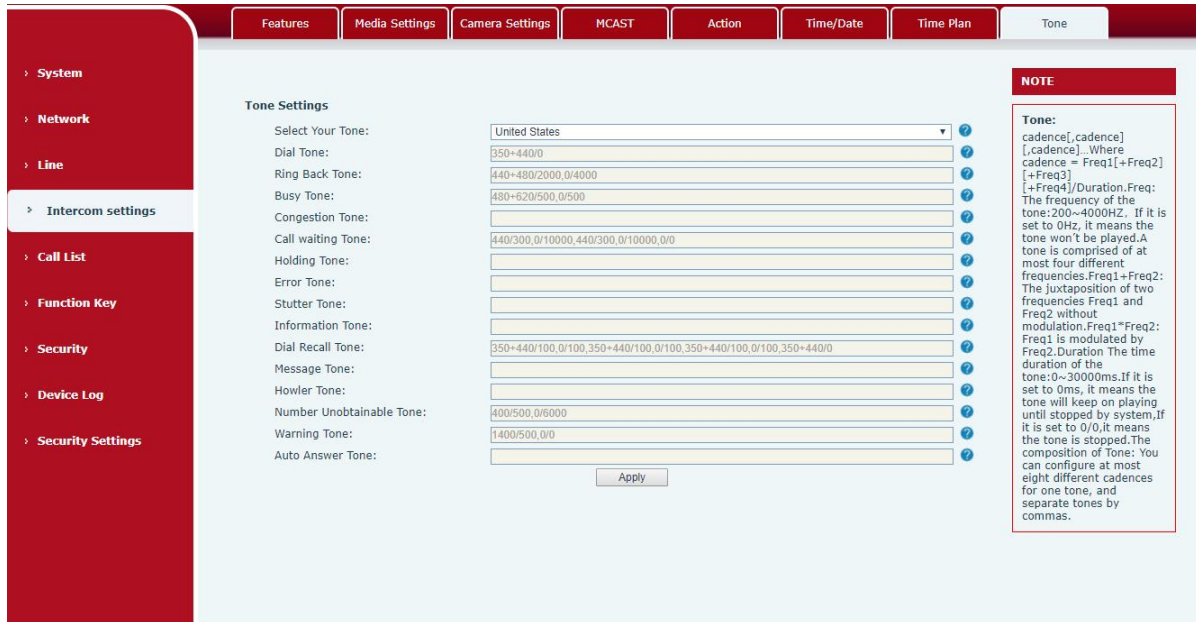 Features Media Settings Camera Settings MCAST Action Time/Date Time Plan Tone
› System
› Network
› Line
› Intercom settings
› Call List
› Function Key
› Security
› Device Log
› Security Settings
Tone Settings
Select Your Tone: United States
Dial Tone: 350+440/0
Ring Back Tone: 440+480/2000,0/4000
Busy Tone: 480+620/500,0/500
Congestion Tone:
Call waiting Tone: 440/300,0/10000,440/300,0/10000,0/0
Holding Tone:
Error Tone:
Stutter Tone:
Information Tone:
Dial Recall Tone: 350+440/100,0/100,350+440/100,0/100,350+440/100,0/100,350+440/0
Message Tone:
Howler Tone:
Number Unobtainable Tone: 400/500,0/6000
Warning Tone: 1400/500,0/0
Auto Answer Tone:
Apply
NOTE
Tone:
cadence[,cadence]
[,cadence]...Where
cadence = Freq1[+Freq2]
[+Freq3]
[+Freq4]/Duration.Freq:
The frequency of the
tone:200~4000HZ, If it is
set to 0Hz, it means the
tone won't be played.A
tone is comprised of at
most four different
frequencies.Freq1+Freq2:
The juxtaposition of two
frequencies Freq1 and
Freq2 without
modulation.Freq1*Freq2:
Freq1 is modulated by
Freq2.Duration The time
duration of the
tone:0~30000ms.If it is
set to 0ms, it means the
tone will keep on playing
until stopped by system,If
it is set to 0/0,it means
the tone is stopped.The
composition of Tone: You
can configure at most
eight different cadences
for one tone, and
separate tones by
commas.